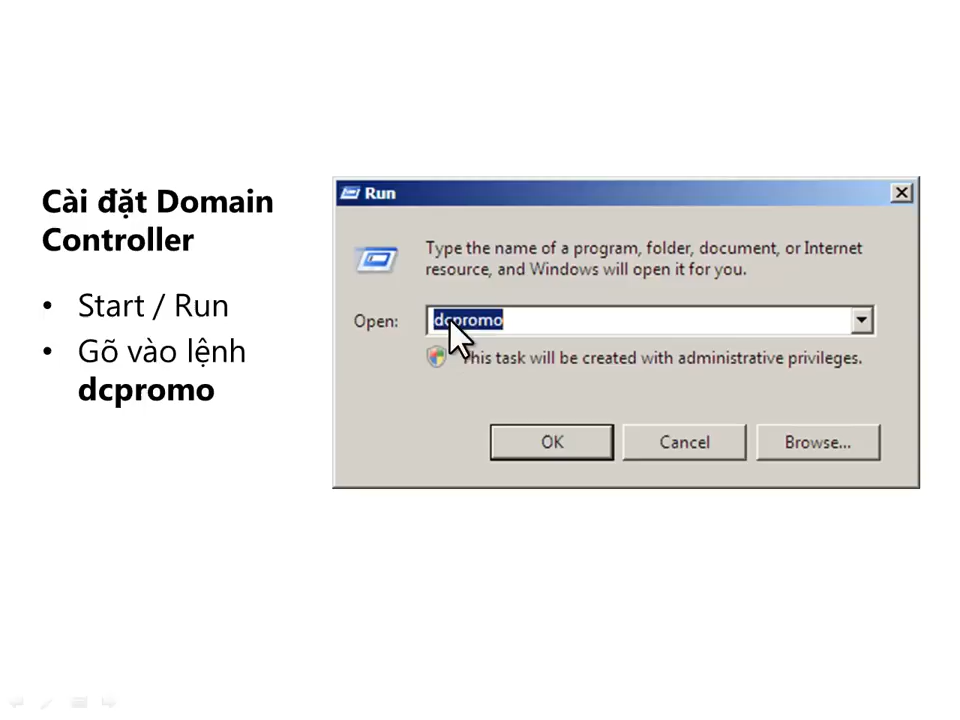 Cài đặt Domain
Controller
• Start / Run
• Gõ vào lệnh
dcpromo
Run
Type the name of a program, folder, document, or Internet
resource, and Windows will open it for you.
Open:
dcpromo
This task will be created with administrative privileges.
OK
Cancel
Browse...